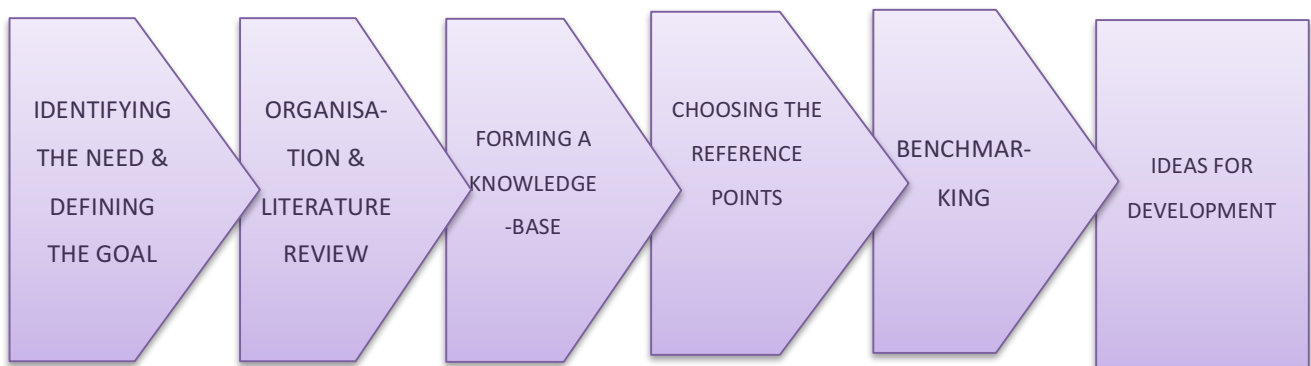 IDENTIFYING
THE NEED &
DEFINING
THE GOAL
ORGANISA-
TION &
LITERATURE
REVIEW
FORMING A
KNOWLEDGE
-BASE
CHOOSING THE
REFERENCE
POINTS
BENCHMAR-
KING
IDEAS FOR
DEVELOPMENT